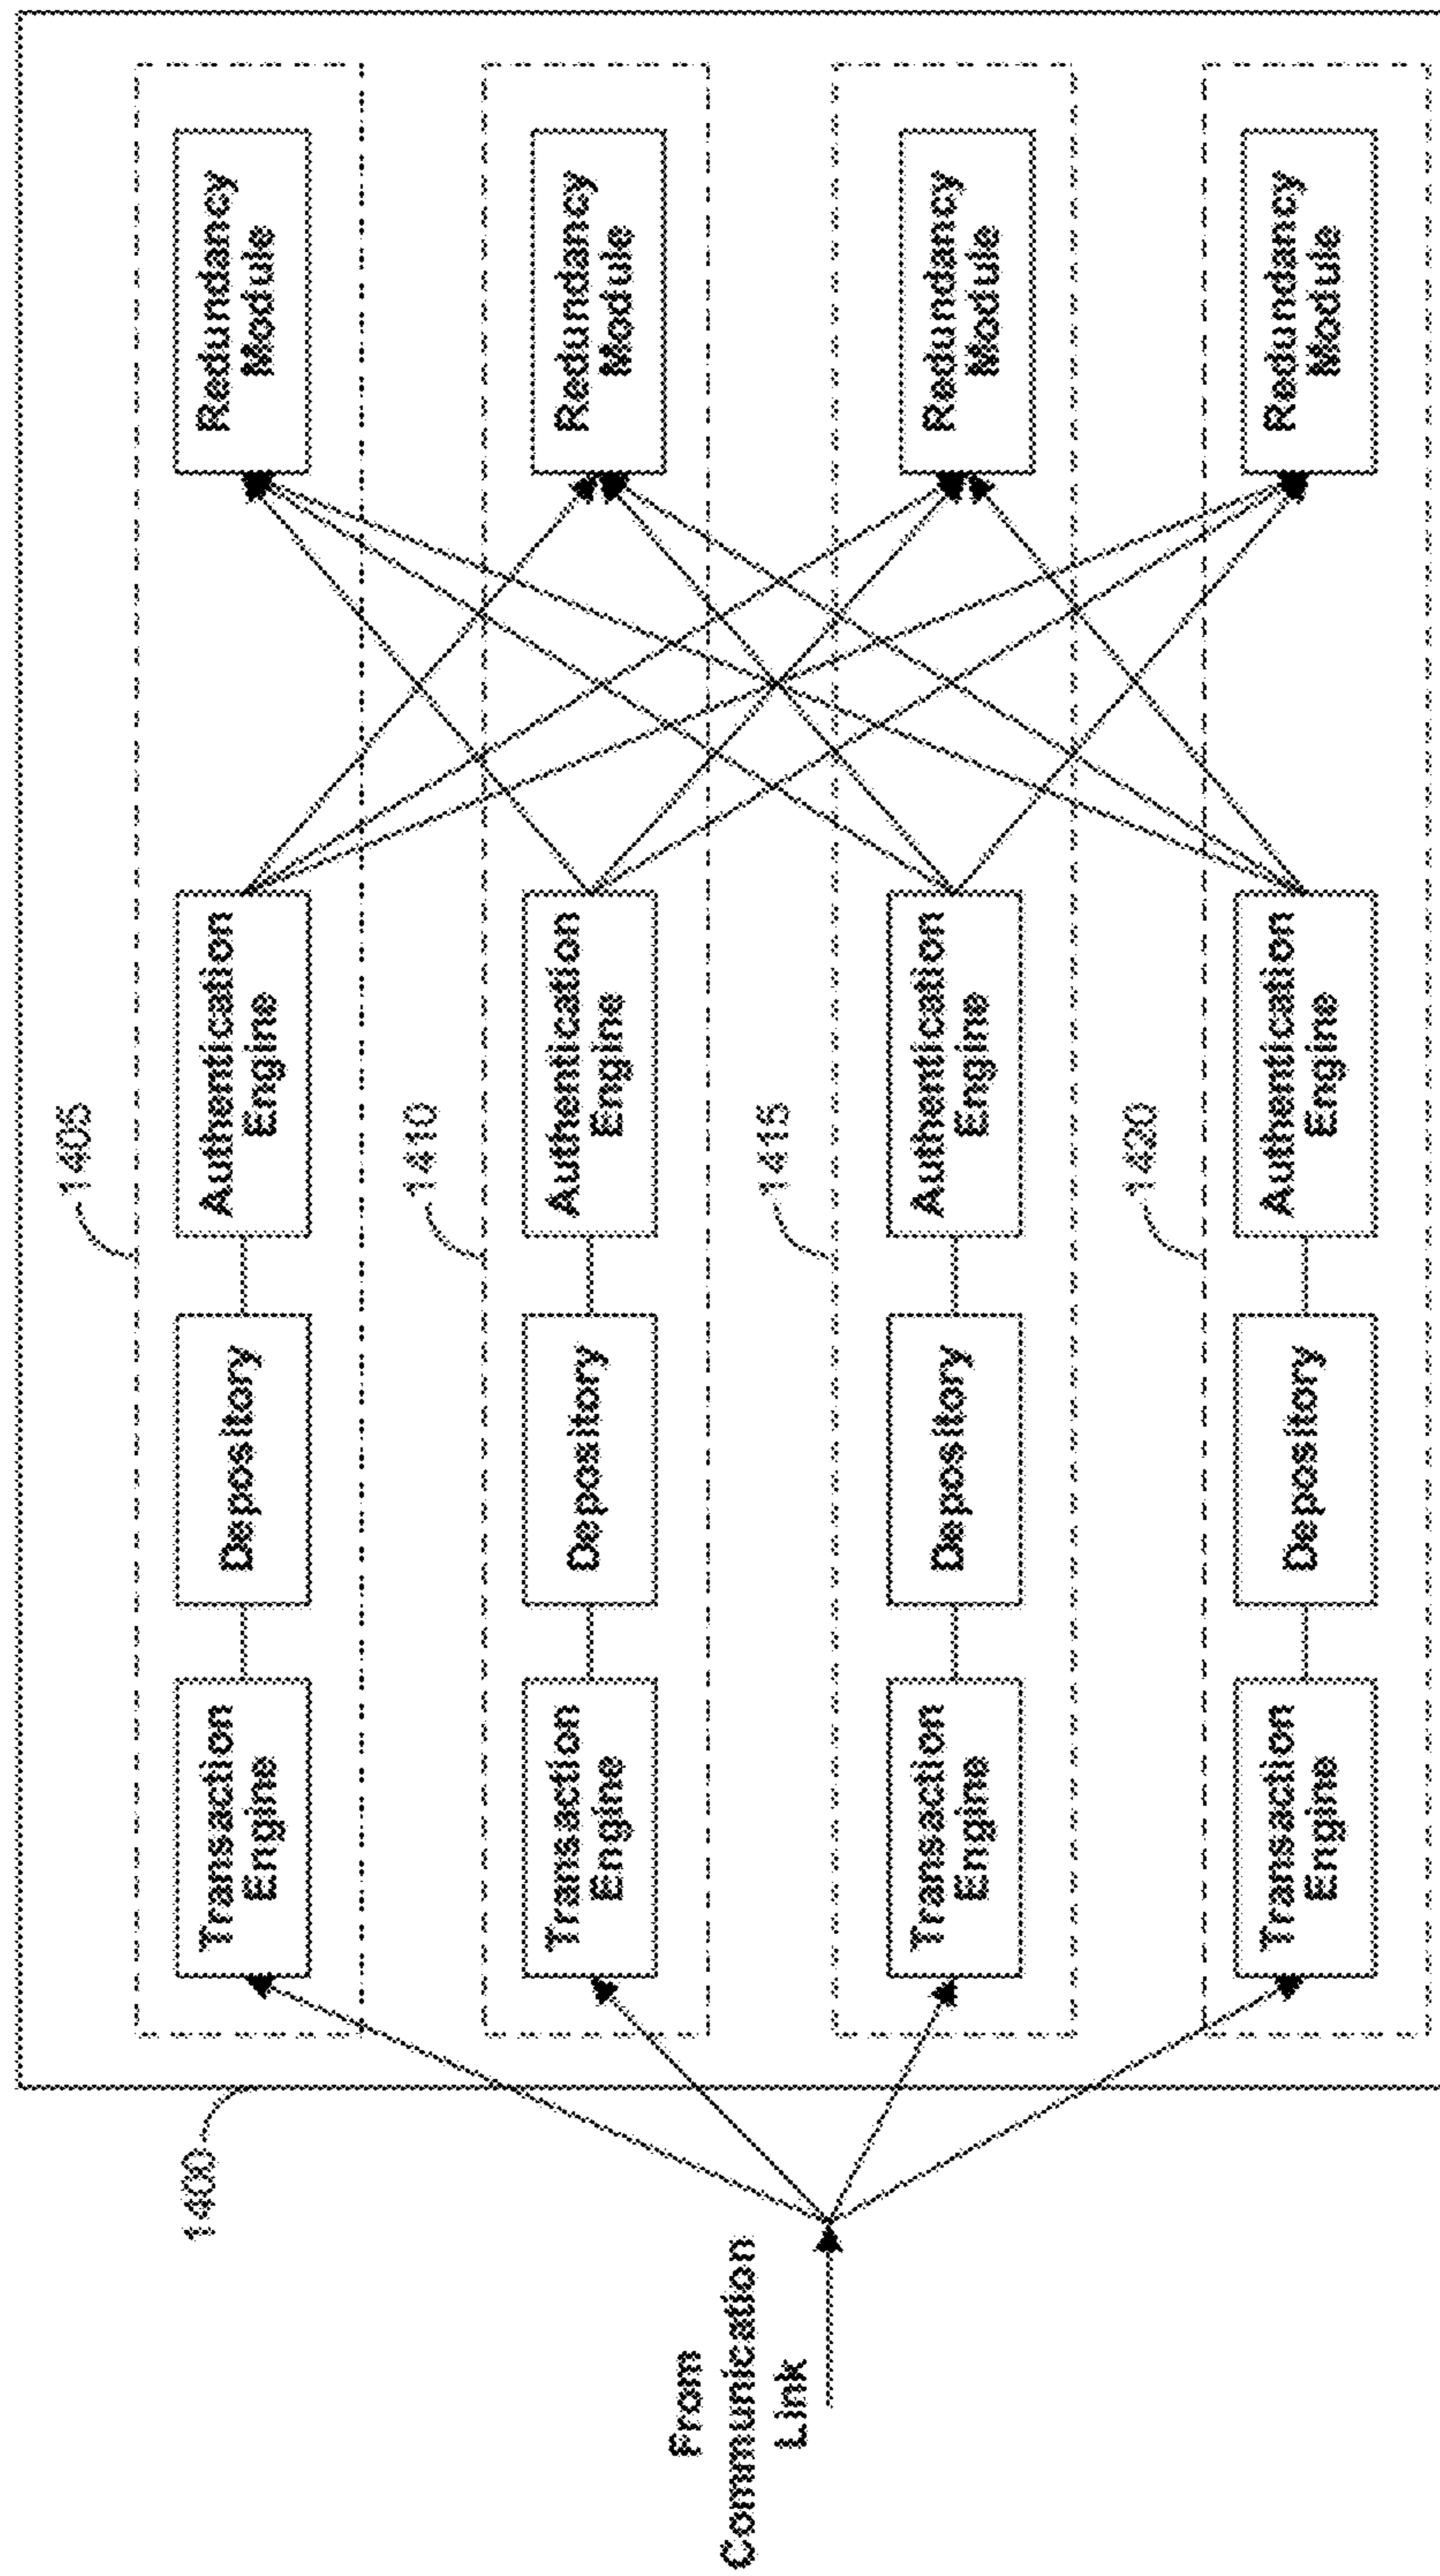 1400
From
Communication
Link
1405
Transaction
Engine
Depository
Authentication
Engine
Redundancy
Module
1410
Transaction
Engine
Depository
Authentication
Engine
Redundancy
Module
1415
Transaction
Engine
Depository
Authentication
Engine
Redundancy
Module
1420
Transaction
Engine
Depository
Authentication
Engine
Redundancy
Module